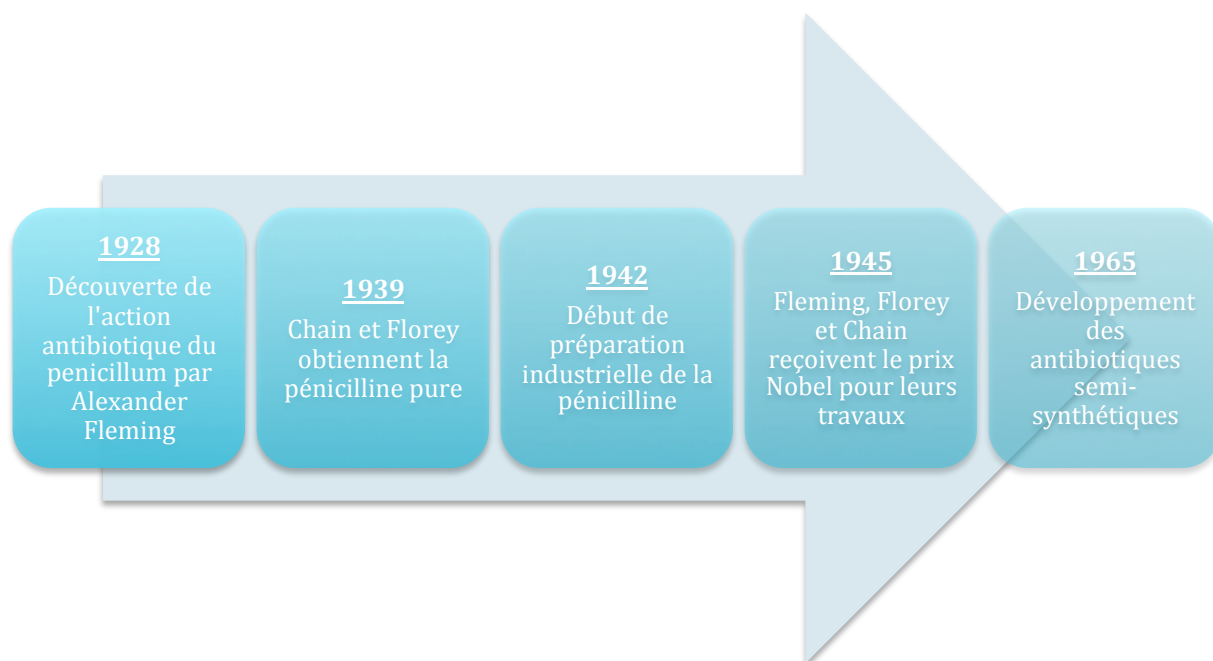 1928
Découverte de
l'action
antibiotique du
penicillum par
Alexander
Fleming
1939
Chain et Florey
obtiennent la
pénicilline pure
1942
Début de
préparation
industrielle de la
pénicilline
1945
Fleming, Florey
et Chain
reçoivent le prix
Nobel pour leurs
travaux
1965
Développement
des
antibiotiques
semi-
synthétiques